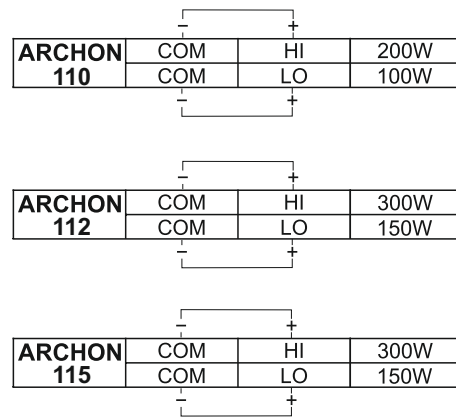 − +
ARCHON 110 COM HI 200W
COM LO 100W
− +
− +
ARCHON 112 COM HI 300W
COM LO 150W
− +
− +
ARCHON 115 COM HI 300W
COM LO 150W
− +